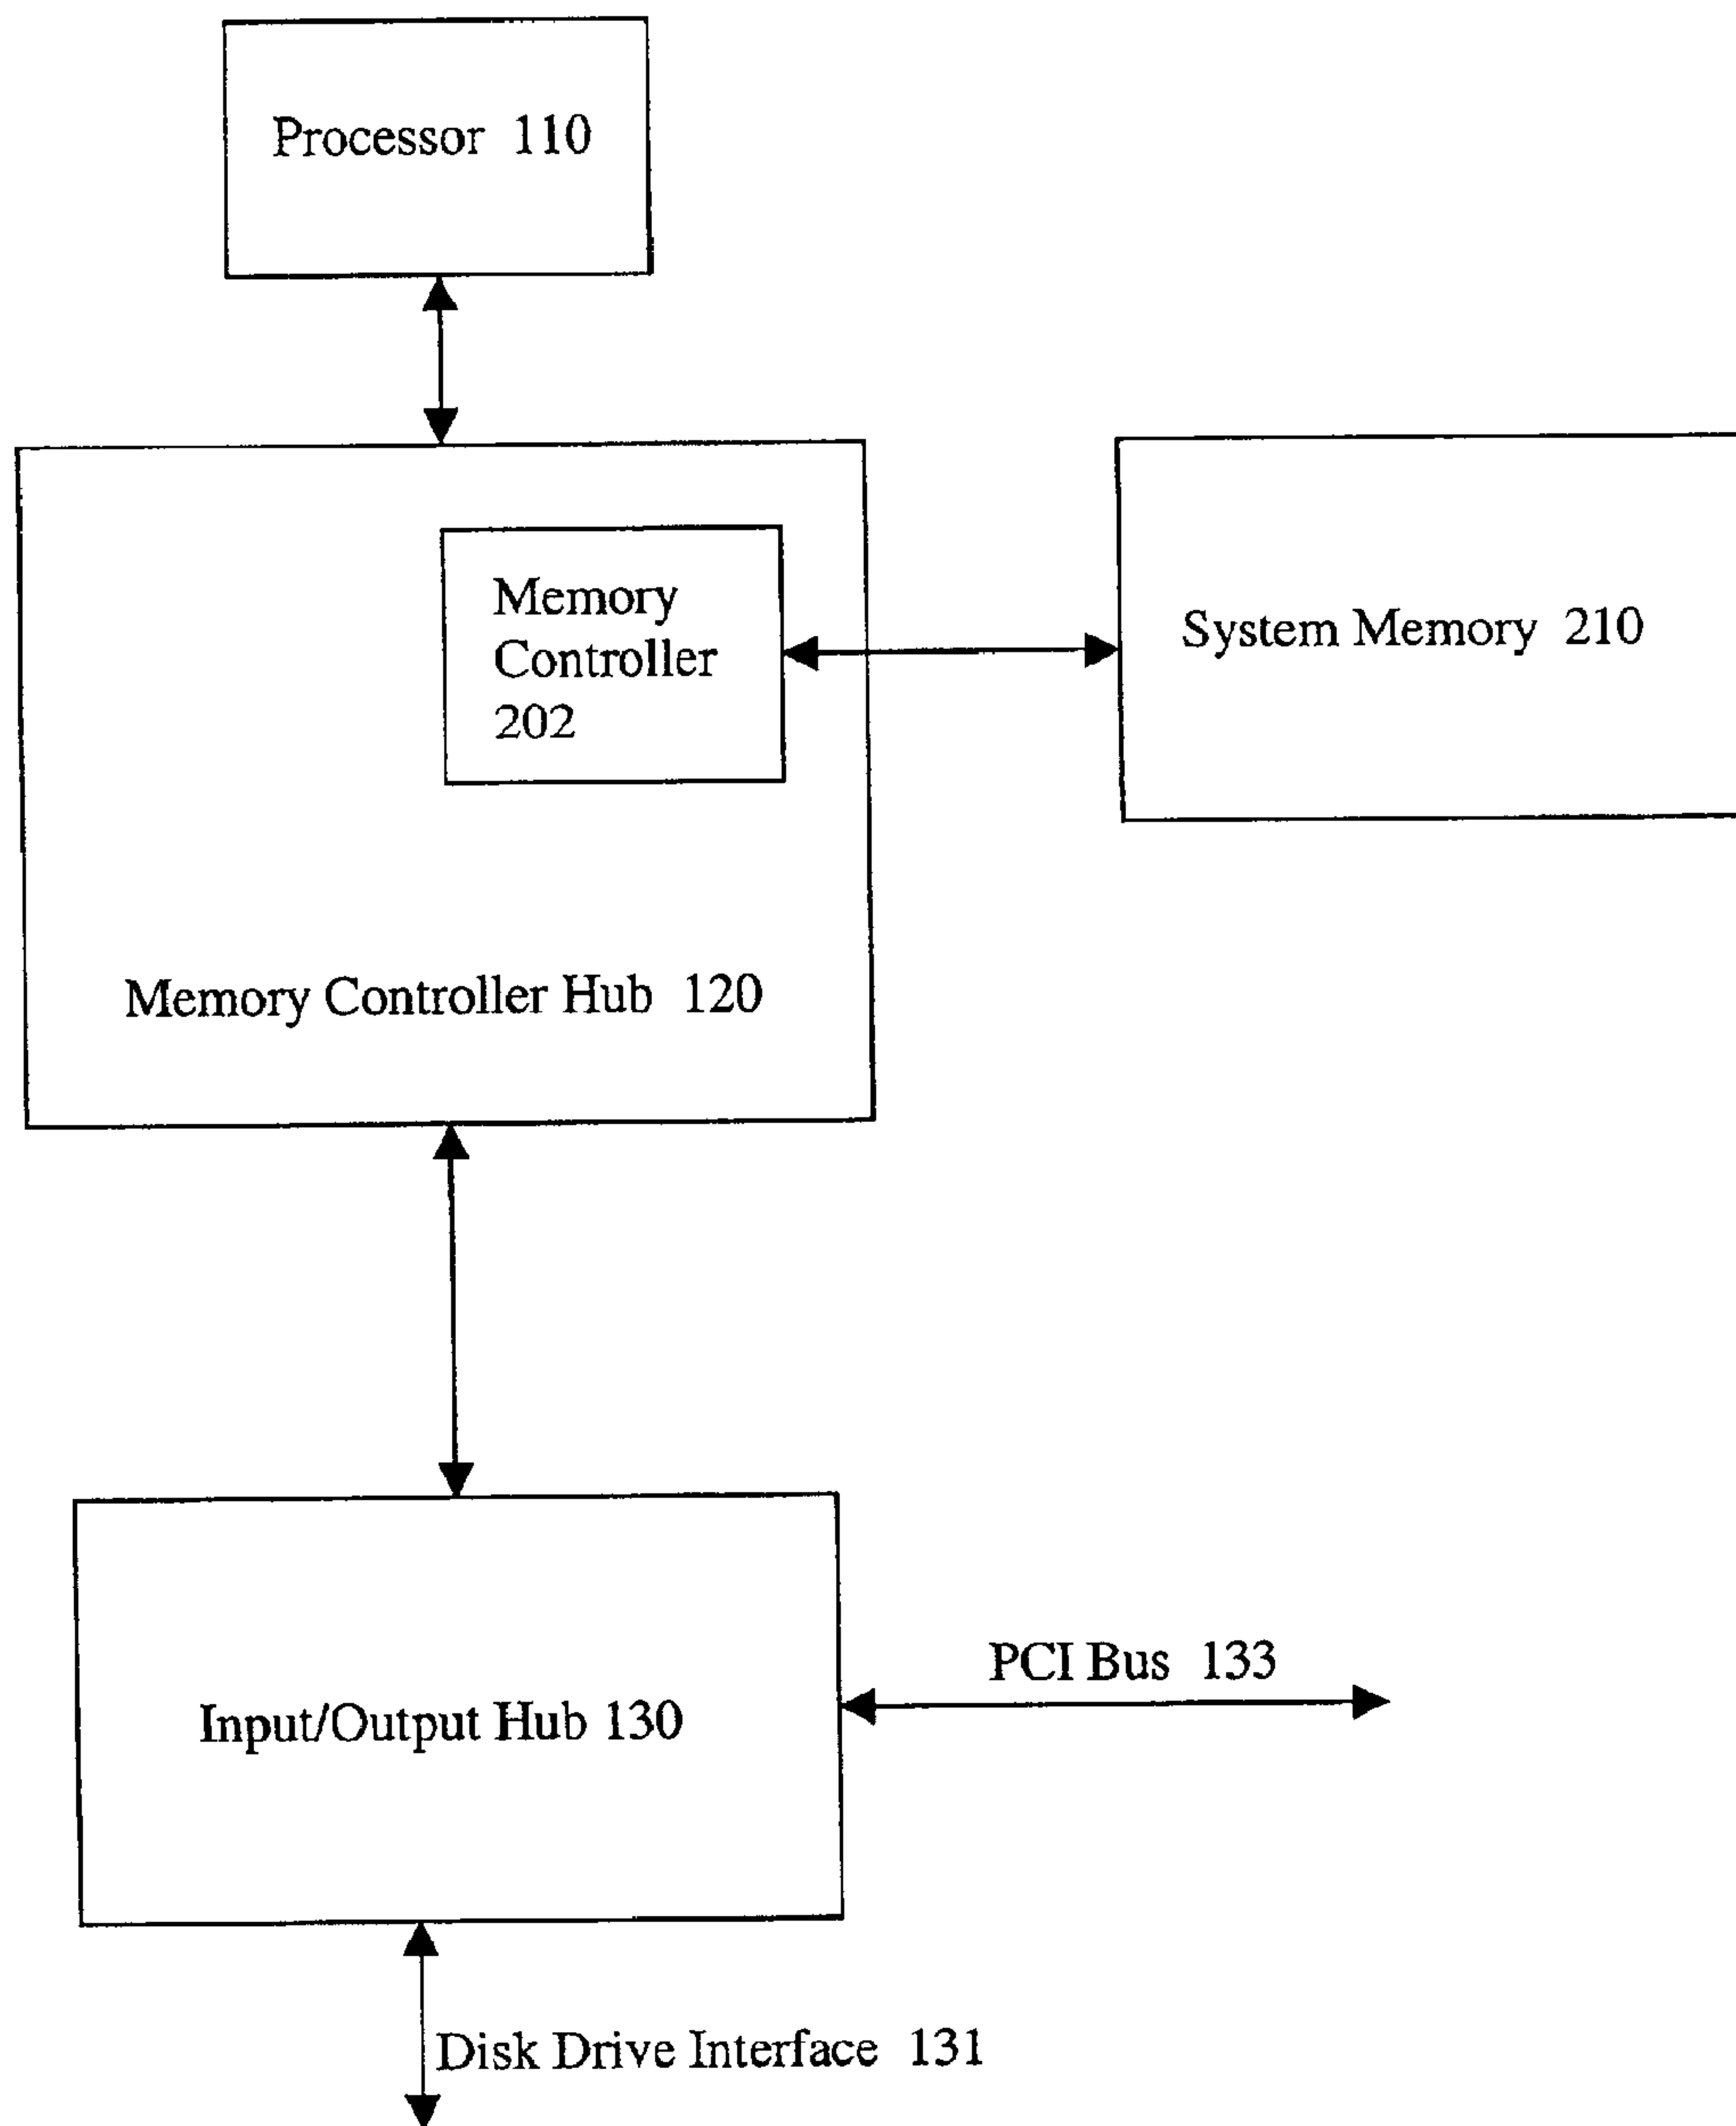 Processor 110
Memory
Controller
202
System Memory 210
Memory Controller Hub 120
PCI Bus 133
Input/Output Hub 130
Disk Drive Interface 131